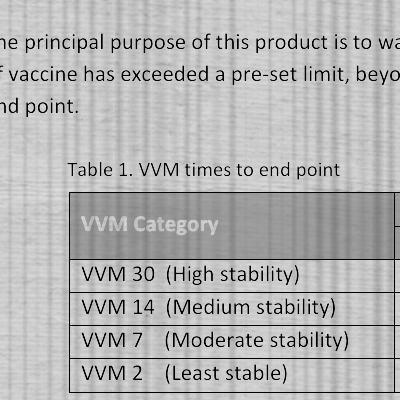 he principal purpose of this product is to wa
f vaccine has exceeded a pre-set limit, beyo
nd point.
Table 1. VVM times to end point
VVM Category
VVM 30 (High stability)
VVM 14 (Medium stability)
VVM 7 (Moderate stability)
VVM 2 (Least stable)